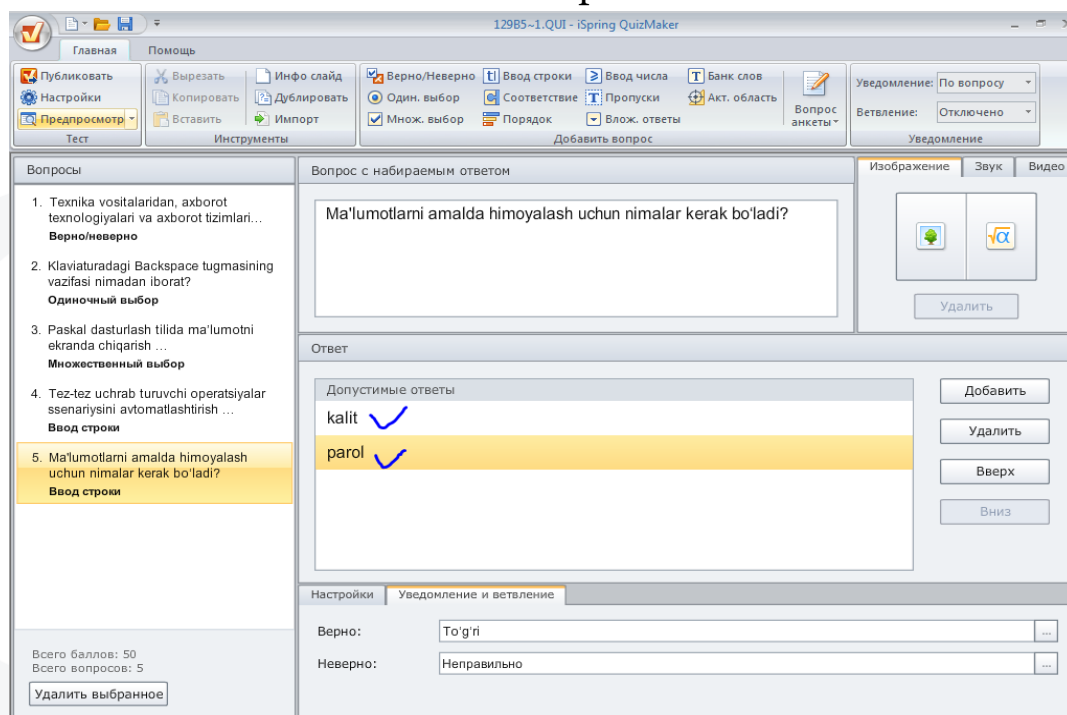 129B5~1.QUI - iSpring QuizMaker
Главная Помощь
Публиковать Вырезать Инфо слайд Верно/Неверно Ввод строки Ввод числа Банк слов Уведомление: По вопросу
Настройки Копировать Дублировать Один. выбор Соответствие Пропуски Акт. область
Предпросмотр Вставить Импорт Множ. выбор Порядок Влож. ответы Вопрос анкеты Ветвление: Отключено
Тест Инструменты Добавить вопрос Уведомление
Вопросы
1. Texnika vositalaridan, axborot
texnologiyalari va axborot tizimlari…
Верно/неверно
2. Klaviaturadagi Backspace tugmasining
vazifasi nimadan iborat?
Одиночный выбор
3. Paskal dasturlash tilida ma'lumotni
ekranda chiqarish …
Множественный выбор
4. Tez-tez uchrab turuvchi operatsiyalar
ssenariysini avtomatlashtirish …
Ввод строки
5. Ma'lumotlarni amalda himoyalash
uchun nimalar kerak bo'ladi?
Ввод строки
Всего баллов: 50
Всего вопросов: 5
Удалить выбранное
Вопрос с набираемым ответом
Ma'lumotlarni amalda himoyalash uchun nimalar kerak bo'ladi?
Изображение Звук Видео
Удалить
Ответ
Допустимые ответы
kalit
parol
Добавить
Удалить
Вверх
Вниз
Настройки Уведомление и ветвление
Верно: To'g'ri ...
Неверно: Неправильно ...